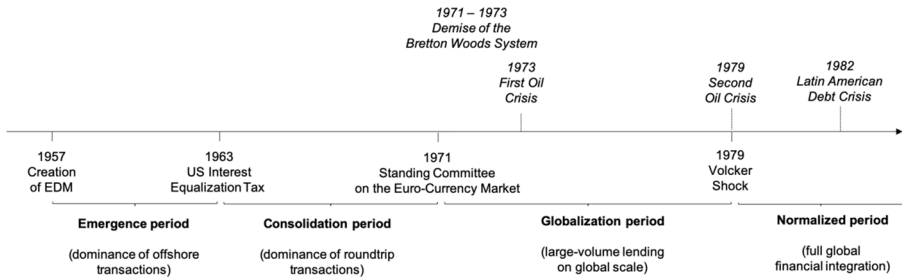 1971 – 1973
Demise of the
Bretton Woods System
1973
First Oil
Crisis
1979
Second
Oil Crisis
1982
Latin American
Debt Crisis
1957
Creation
of EDM
1963
US Interest
Equalization Tax
1971
Standing Committee
on the Euro-Currency Market
1979
Volcker
Shock
Emergence period
(dominance of offshore
transactions)
Consolidation period
(dominance of roundtrip
transactions)
Globalization period
(large-volume lending
on global scale)
Normalized period
(full global
financial integration)